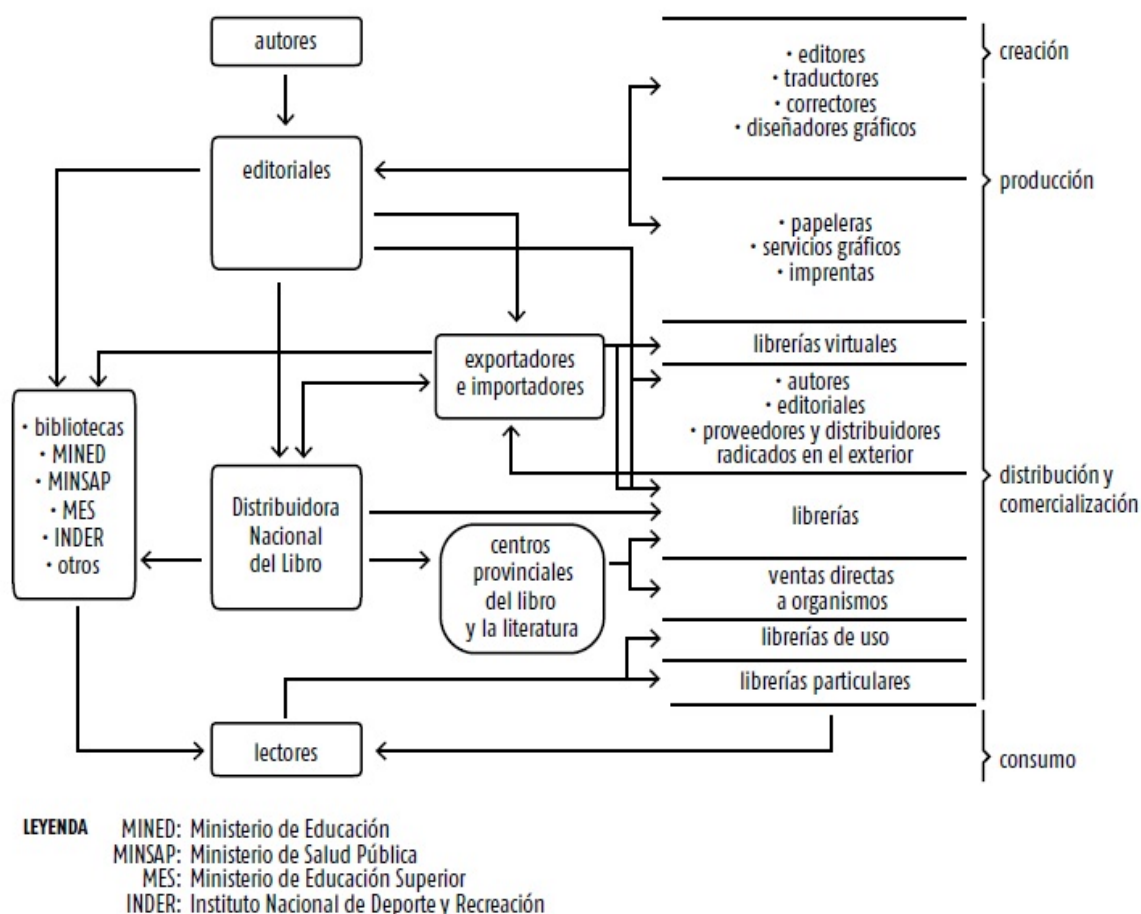 autores
editoriales
• editores
• traductores
• correctores
• diseñadores gráficos
creación
producción
• papeleras
• servicios gráficos
• imprentas
exportadores
e importadores
librerías virtuales
• autores
• editoriales
• proveedores y distribuidores
radicados en el exterior
• bibliotecas
• MINED
• MINSAP
• MES
• INDER
• otros
Distribuidora
Nacional
del Libro
centros
provinciales
del libro
y la literatura
librerías
ventas directas
a organismos
librerías de uso
librerías particulares
distribución y
comercialización
lectores
consumo
LEYENDA MINED: Ministerio de Educación
MINSAP: Ministerio de Salud Pública
MES: Ministerio de Educación Superior
INDER: Instituto Nacional de Deporte y Recreación